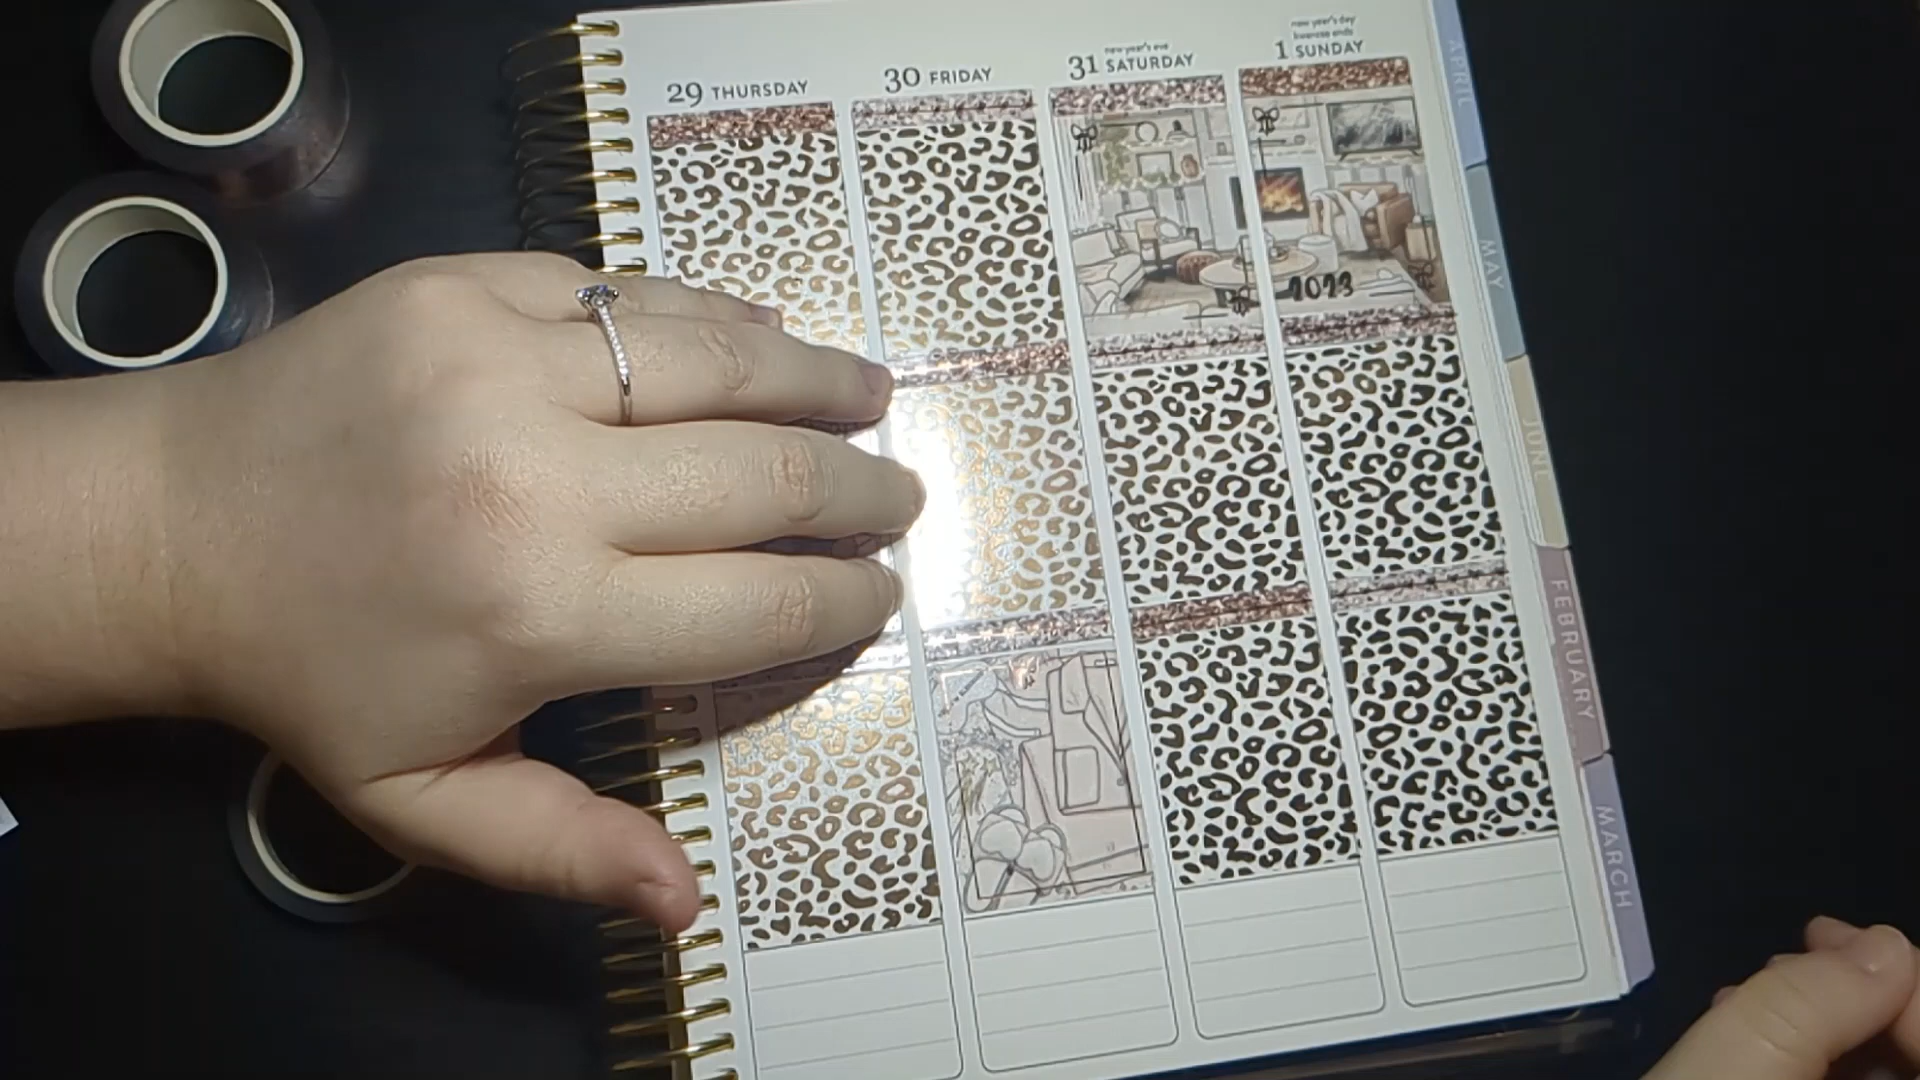 29 THURSDAY
30 FRIDAY
new year's eve
31 SATURDAY
new year's day
kwanzaa ends
1 SUNDAY
2023
APRIL
MAY
JUNE
FEBRUARY
MARCH